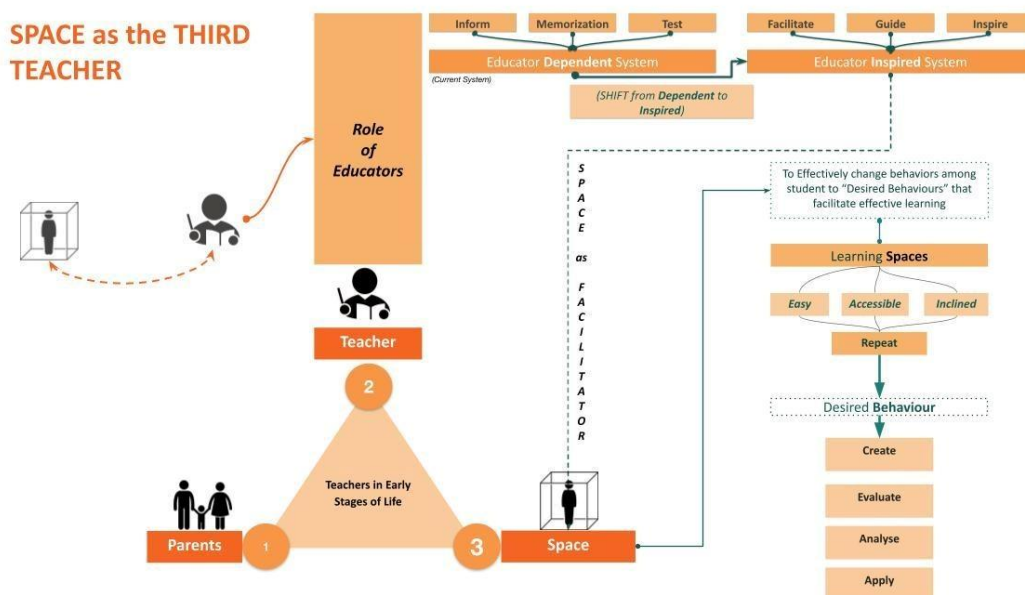 SPACE as the THIRD
TEACHER
Inform
Memorization
Test
Educator Dependent System
(Current System)
Facilitate
Guide
Inspire
Educator Inspired System
(SHIFT from Dependent to
Inspired)
Role
of
Educators
SPACE as FACILITATOR
To Effectively change behaviors among
student to “Desired Behaviours” that
facilitate effective learning
Learning Spaces
Easy
Accessible
Inclined
Repeat
Desired Behaviour
Create
Evaluate
Analyse
Apply
Teacher
2
Teachers in Early
Stages of Life
Parents
1
3
Space